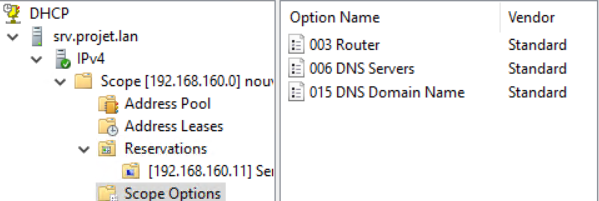 DHCP
srv.projet.lan
IPv4
Scope [192.168.160.0] nou
Address Pool
Address Leases
Reservations
[192.168.160.11] Ser
Scope Options
Option Name Vendor
003 Router Standard
006 DNS Servers Standard
015 DNS Domain Name Standard